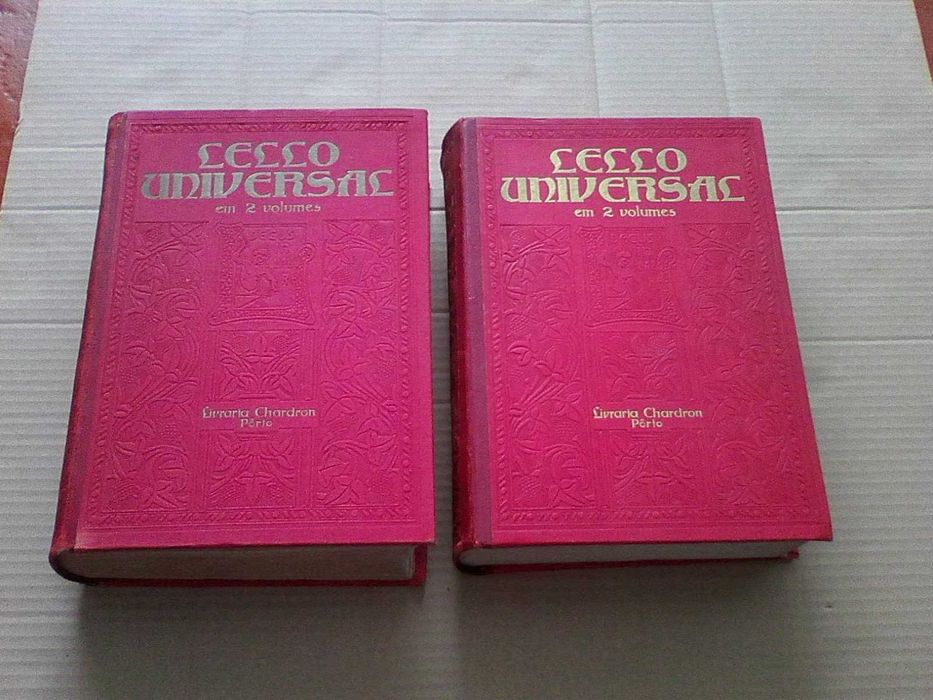 LELLO
UNIVERSAL
em 2 volumes
Livraria Chardron
Pôrto
LELLO
UNIVERSAL
em 2 volumes
Livraria Chardron
Pôrto